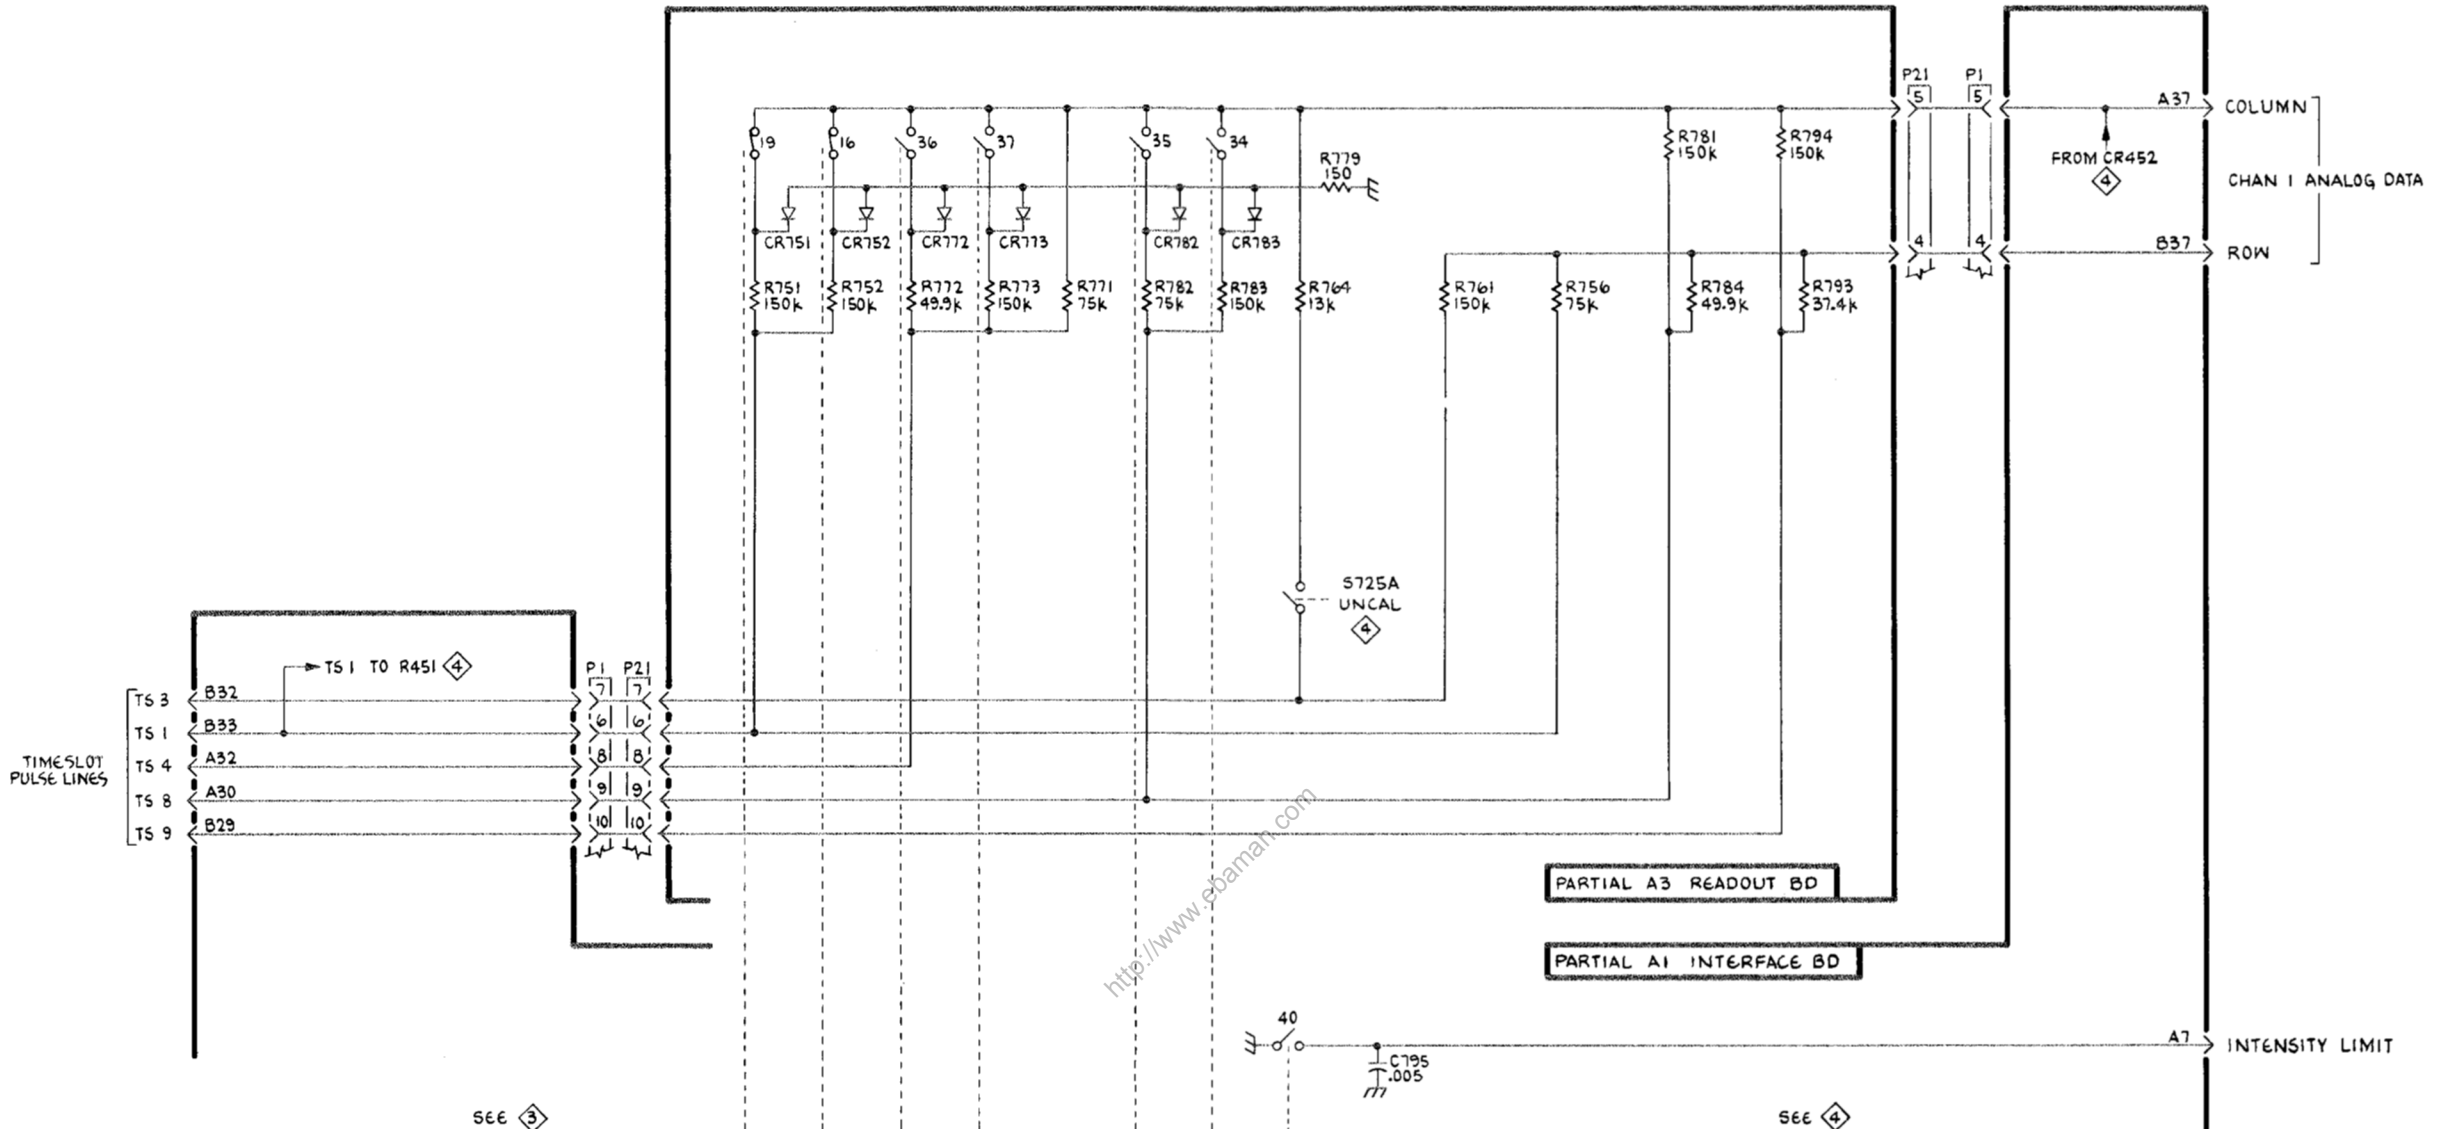 P21 P1
5 5
A37
COLUMN
19
16
36
37
35
34
R779
150
R781
150k
R794
150k
FROM CR452
4
CHAN 1 ANALOG DATA
CR751
CR752
CR772
CR773
CR782
CR783
4 4
B37
ROW
R751
150k
R752
150k
R772
49.9k
R773
150k
R771
75k
R782
75k
R783
150k
R764
13k
R761
150k
R756
75k
R784
49.9k
R793
37.4k
S725A
UNCAL
4
TS 1 TO R451 4
P1 P21
TS 3 B32 7 7
TS 1 B33 6 6
TIMESLOT
PULSE LINES
TS 4 A32 8 8
TS 8 A30 9 9
TS 9 B29 10 10
PARTIAL A3 READOUT BD
PARTIAL A1 INTERFACE BD
http://www.ebaman.com
40
A7
INTENSITY LIMIT
C795
.005
SEE 3
SEE 4